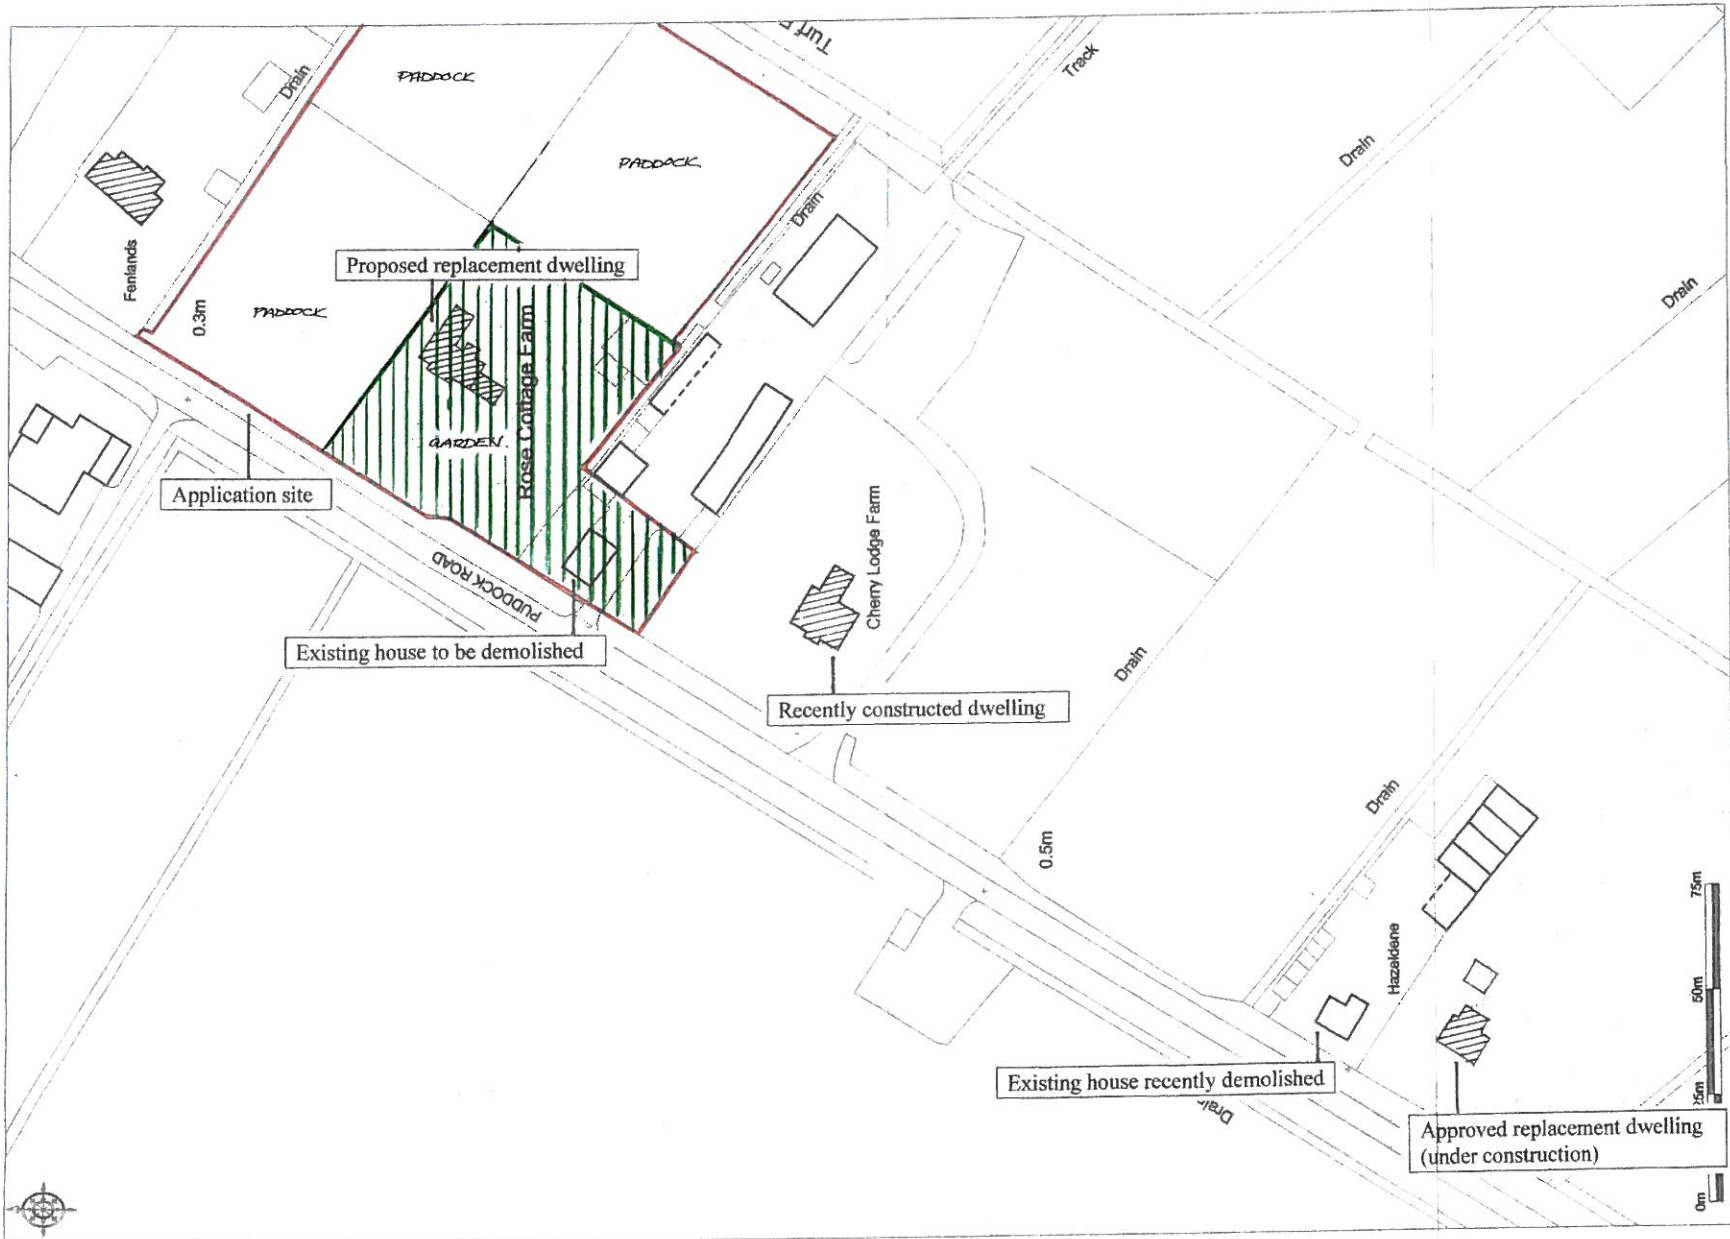 Turf
Track
Drain
PADDOCK
PADDOCK
Drain
Drain
Fenlands
Proposed replacement dwelling
Drain
0.3m
PADDOCK
Rose Cottage Farm
GARDEN
Application site
PUDDOCK ROAD
Cherry Lodge Farm
Existing house to be demolished
Drain
Recently constructed dwelling
Drain
0.5m
75m
Hazeldene
50m
Existing house recently demolished
Drain
25m
Approved replacement dwelling
(under construction)
0m